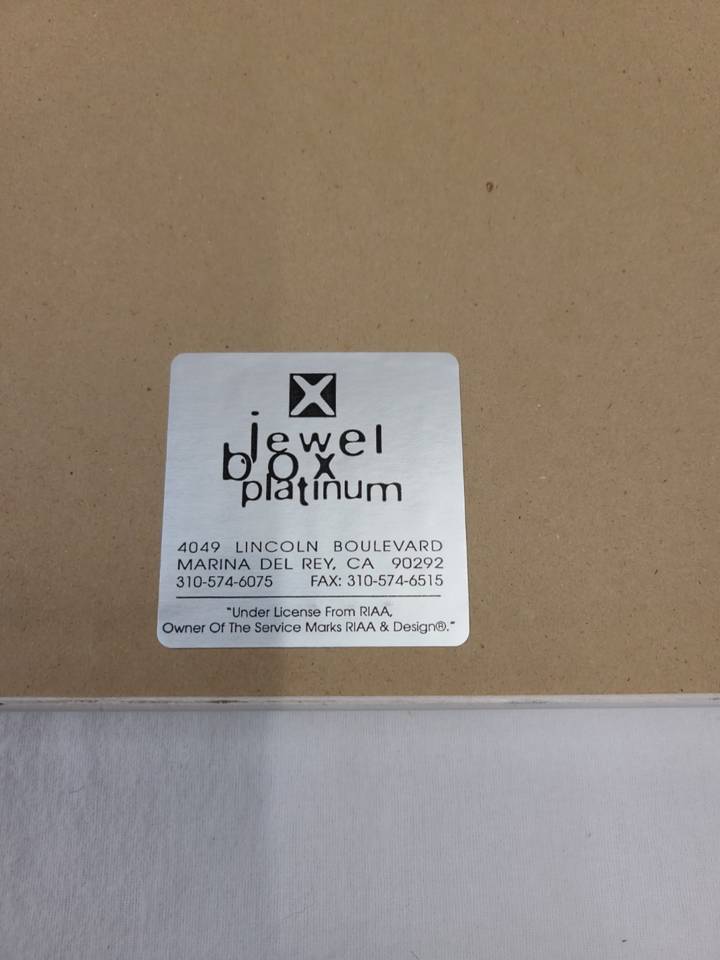 X
jewel
box
platinum
4049 LINCOLN BOULEVARD
MARINA DEL REY, CA 90292
310-574-6075 FAX: 310-574-6515
"Under License From RIAA,
Owner Of The Service Marks RIAA & Design®."